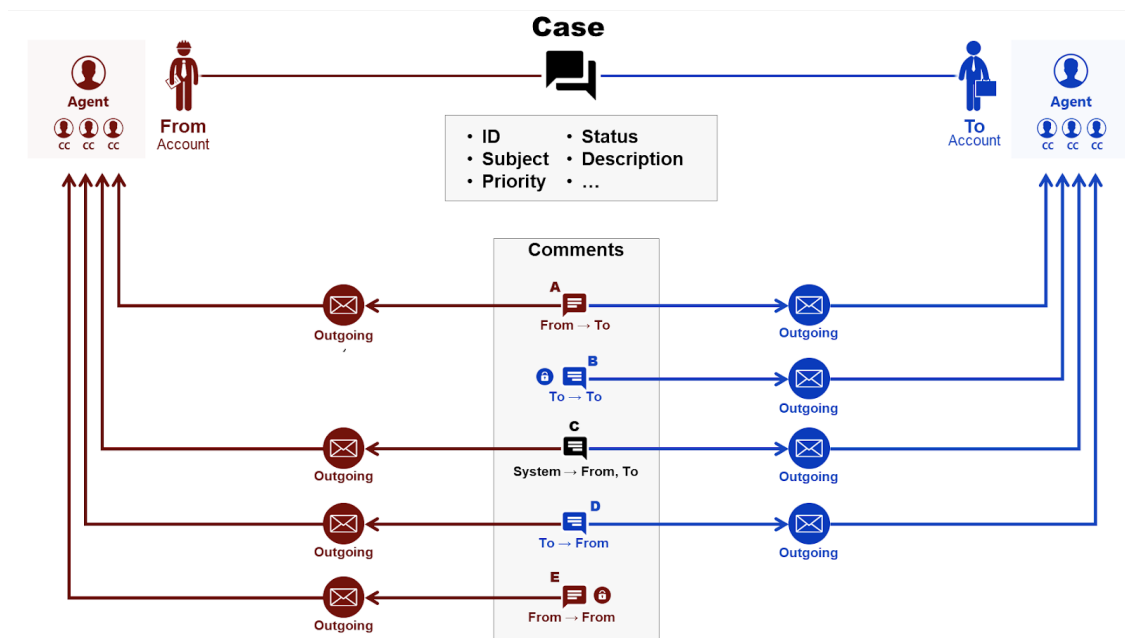 Case
Agent
cc cc cc
From
Account
To
Account
Agent
cc cc cc
• ID
• Subject
• Priority
• Status
• Description
• ...
Comments
A
From → To
Outgoing
Outgoing
B
To → To
Outgoing
C
System → From, To
Outgoing
Outgoing
D
To → From
Outgoing
Outgoing
E
From → From
Outgoing